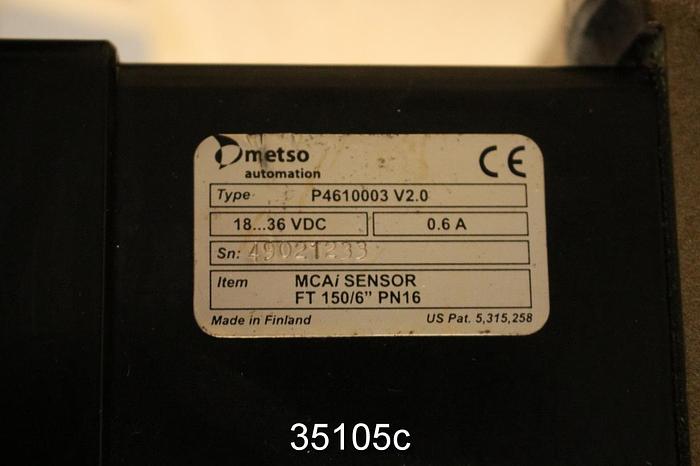 metso
automation
CE
Type P4610003 V2.0
18...36 VDC 0.6 A
Sn: 49021233
Item MCAi SENSOR
FT 150/6" PN16
Made in Finland US Pat. 5,315,258
35105c